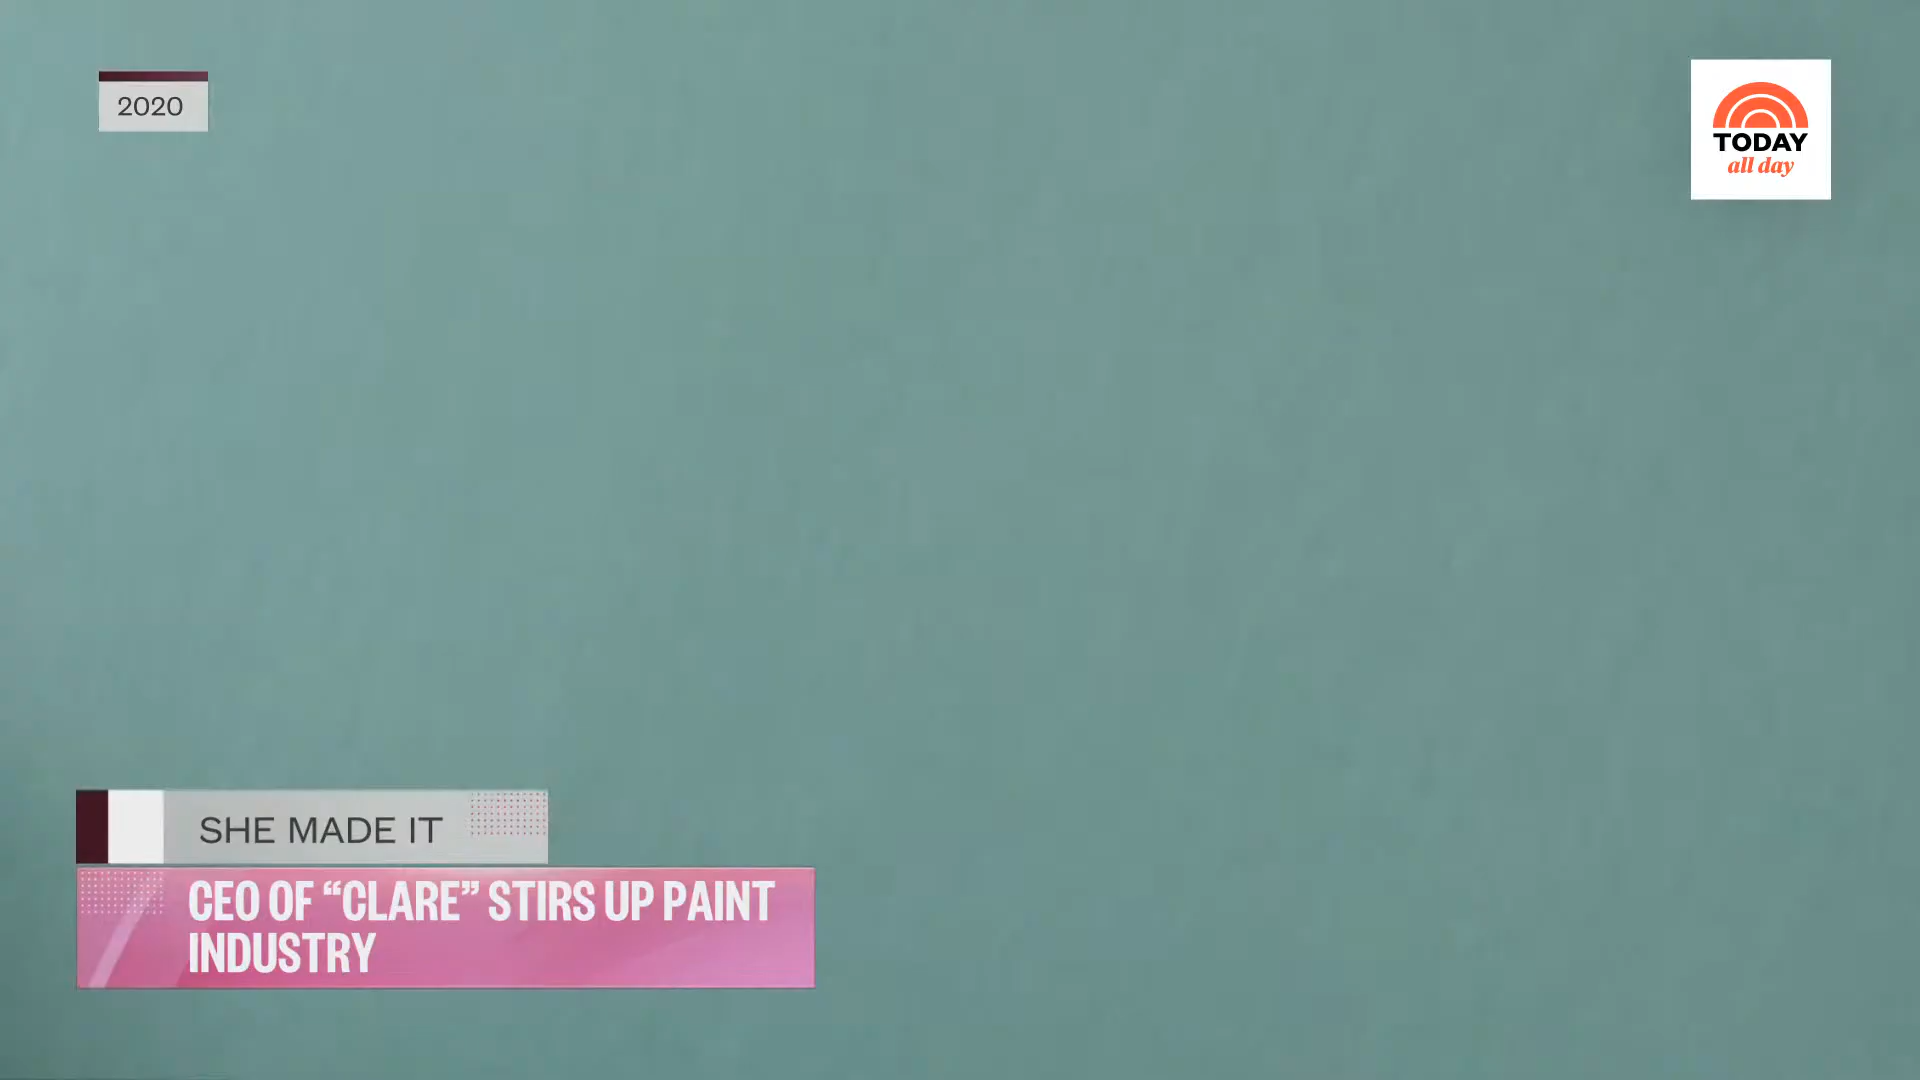 2020
TODAY
all day
SHE MADE IT
CEO OF “CLARE” STIRS UP PAINT
INDUSTRY